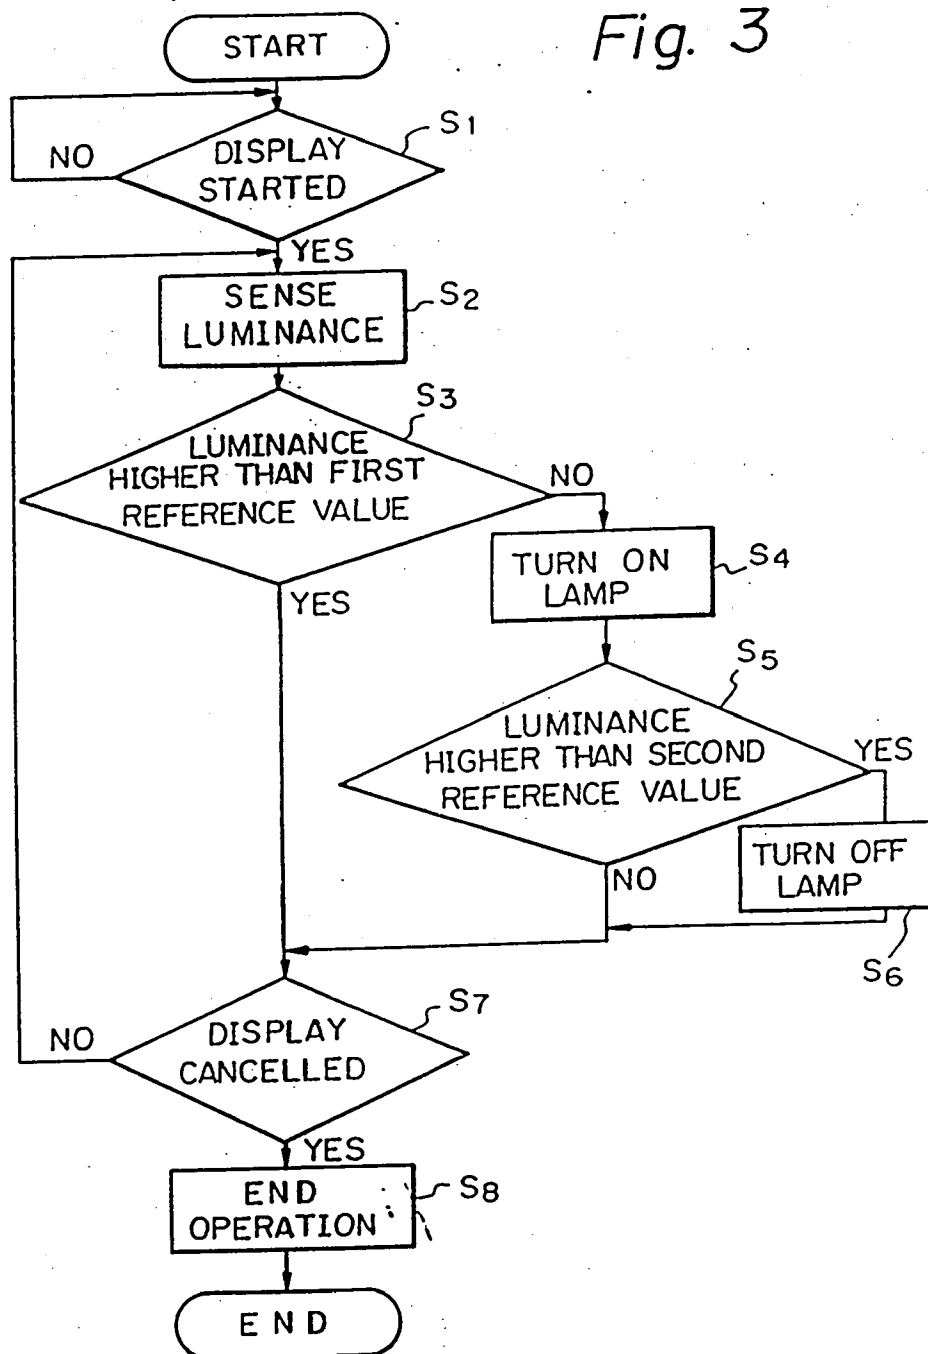 Fig. 3
START
S1
DISPLAY
STARTED
NO
YES
SENSE
LUMINANCE
S2
S3
LUMINANCE
HIGHER THAN FIRST
REFERENCE VALUE
NO
YES
TURN ON
LAMP
S4
S5
LUMINANCE
HIGHER THAN SECOND
REFERENCE VALUE
YES
NO
TURN OFF
LAMP
S6
S7
DISPLAY
CANCELLED
NO
YES
END
OPERATION
S8
END